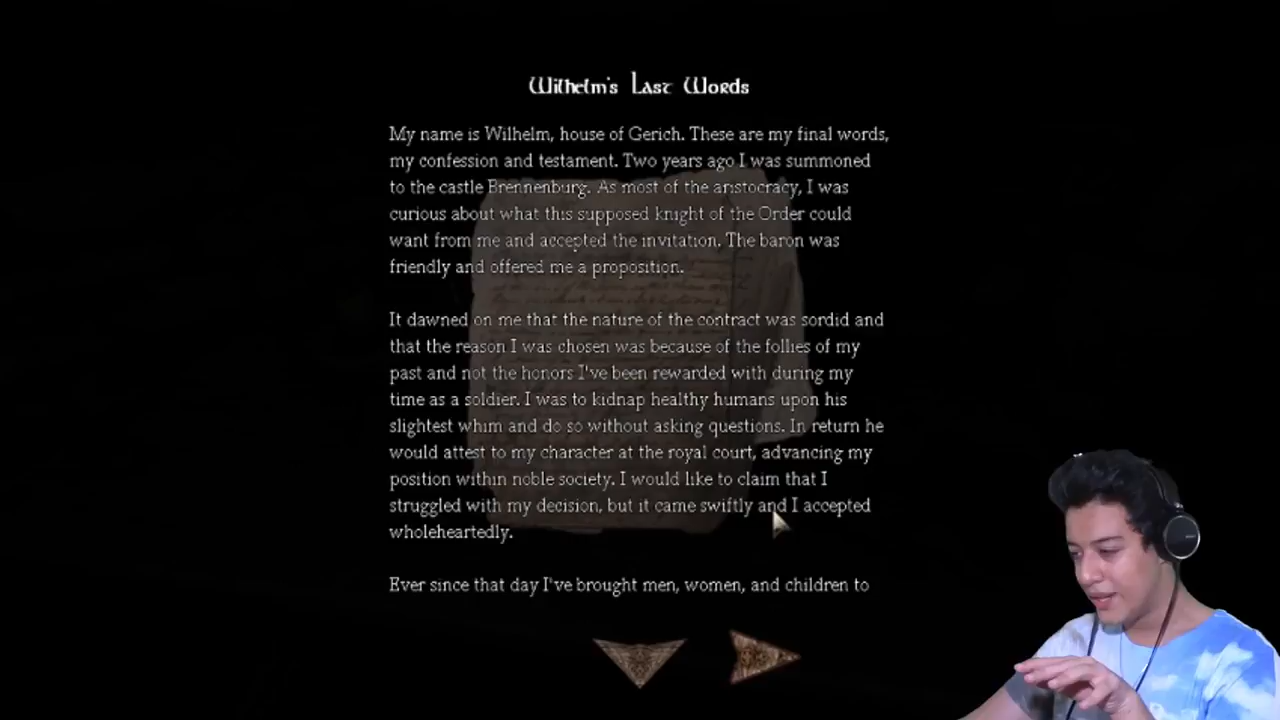 Wilhelm's Last Words
My name is Wilhelm, house of Gerich. These are my final words,
my confession and testament. Two years ago I was summoned
to the castle Brennenburg. As most of the aristocracy, I was
curious about what this supposed knight of the Order could
want from me and accepted the invitation. The baron was
friendly and offered me a proposition.
It dawned on me that the nature of the contract was sordid and
that the reason I was chosen was because of the follies of my
past and not the honors I've been rewarded with during my
time as a soldier. I was to kidnap healthy humans upon his
slightest whim and do so without asking questions. In return he
would attest to my character at the royal court, advancing my
position within noble society. I would like to claim that I
struggled with my decision, but it came swiftly and I accepted
wholeheartedly.
Ever since that day I've brought men, women, and children to